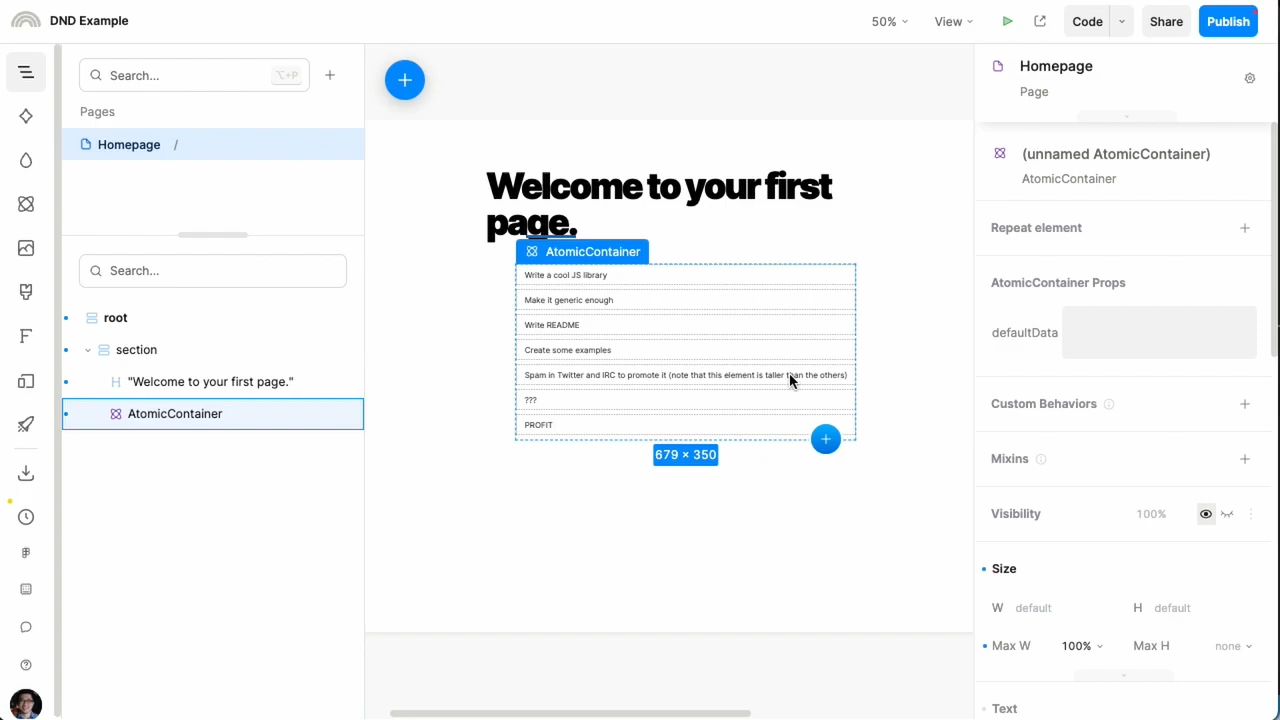 DND Example
50%
View
Code
Share
Publish
Search...
⌥+P
Pages
Homepage /
Search...
root
section
"Welcome to your first page."
AtomicContainer
Welcome to your first
page.
AtomicContainer
Write a cool JS library
Make it generic enough
Write README
Create some examples
Spam in Twitter and IRC to promote it (note that this element is taller than the others)
???
PROFIT
679 × 350
Homepage
Page
(unnamed AtomicContainer)
AtomicContainer
Repeat element
AtomicContainer Props
defaultData
Custom Behaviors
Mixins
Visibility 100%
Size
W default H default
Max W 100% Max H none
Text